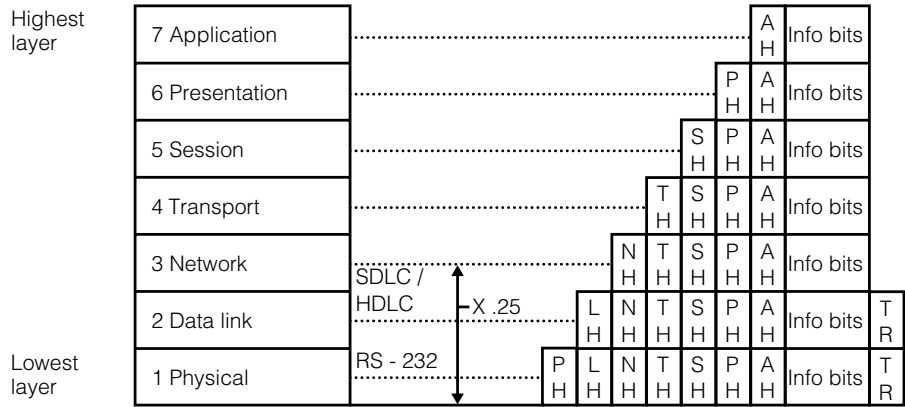 Highest
layer
7 Application
A
H
Info bits
6 Presentation
P A
H H
Info bits
5 Session
S P A
H H H
Info bits
4 Transport
T S P A
H H H H
Info bits
3 Network
N T S P A
H H H H H
Info bits
SDLC /
HDLC
X .25
2 Data link
L N T S P A
H H H H H H
Info bits
T
R
Lowest
layer
1 Physical
RS - 232
P L N T S P A
H H H H H H H
Info bits
T
R